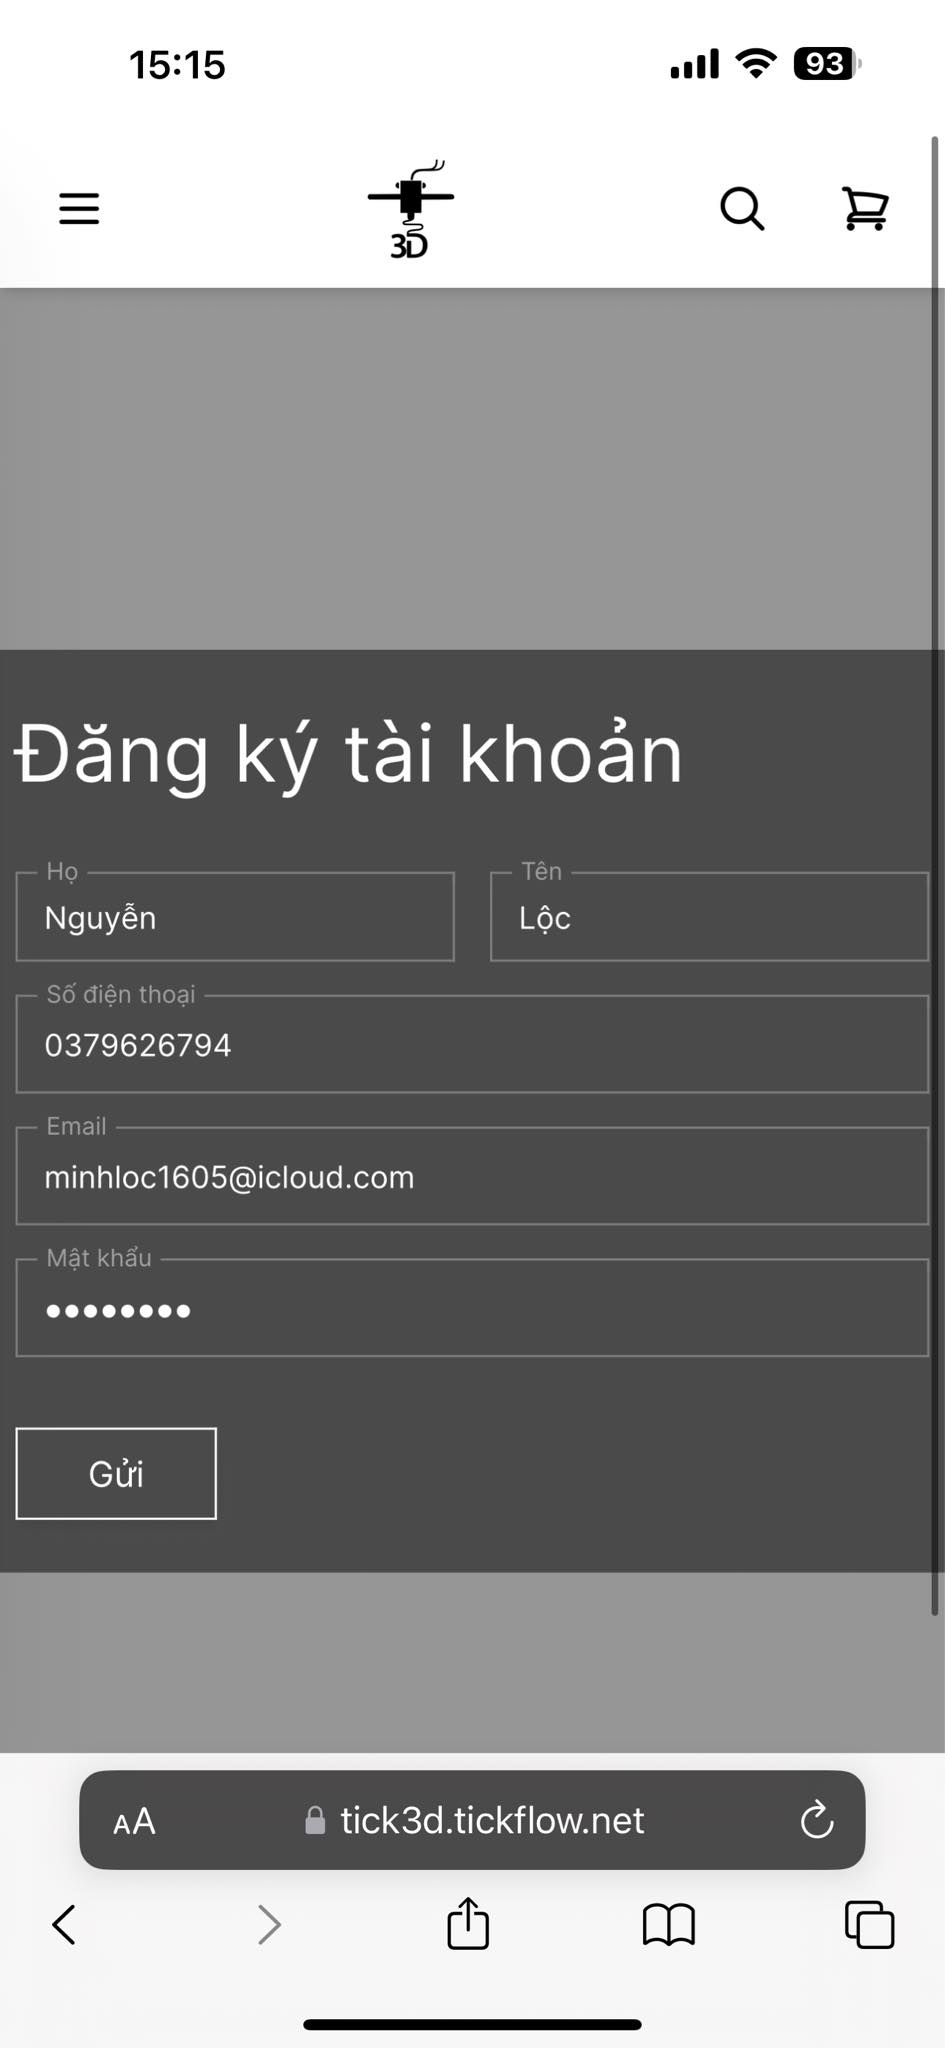 15:15
93
3D
Đăng ký tài khoản
Họ
Nguyễn
Tên
Lộc
Số điện thoại
0379626794
Email
minhloc1605@icloud.com
Mật khẩu
••••••••
Gửi
AA
tick3d.tickflow.net